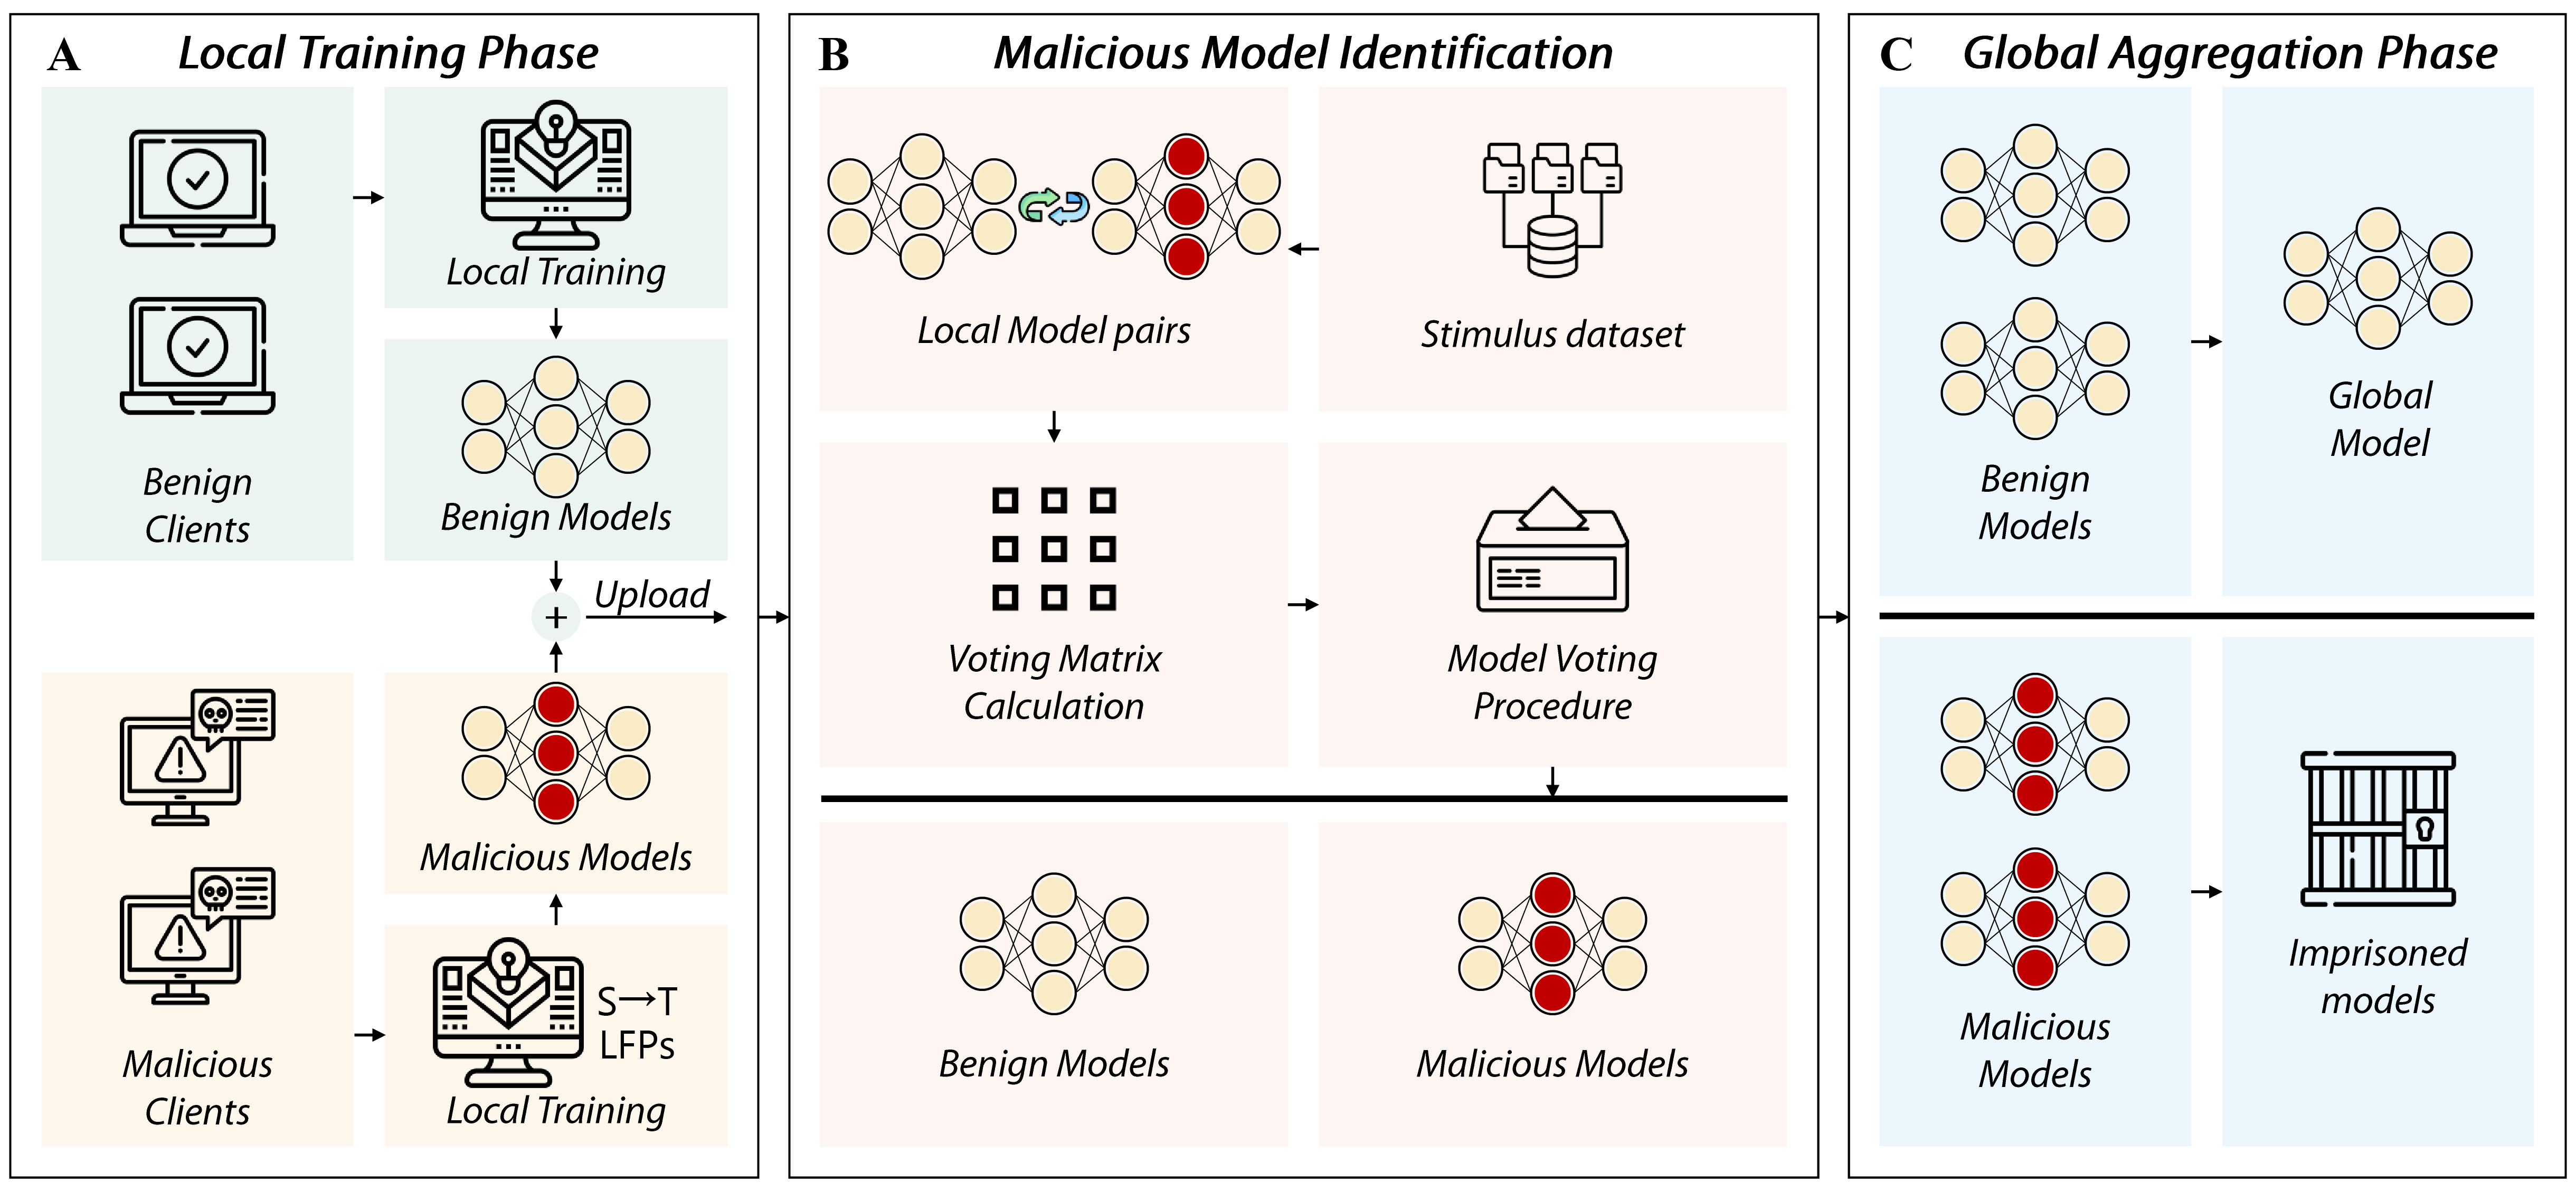 A Local Training Phase
Local Training
Benign
Clients
Benign Models
+ Upload
Malicious Models
S→T
LFPs
Malicious
Clients
Local Training
B Malicious Model Identification
Local Model pairs
Stimulus dataset
Voting Matrix
Calculation
Model Voting
Procedure
Benign Models
Malicious Models
C Global Aggregation Phase
Benign
Models
Global
Model
Malicious
Models
Imprisoned
models